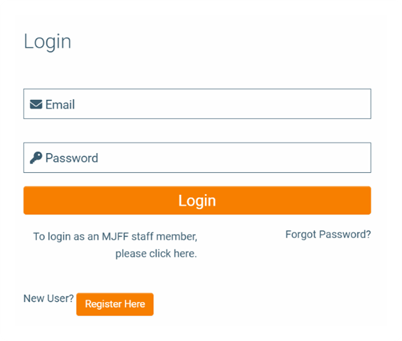 Login
Email
Password
Login
To login as an MJFF staff member,
please click here.
Forgot Password?
New User?
Register Here